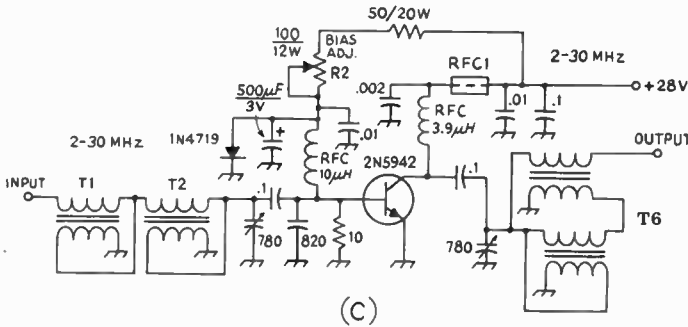 50/20W
100
12W
BIAS
ADJ.
R2
RFC1
2-30 MHz
+28V
.002
.01
.1
500µF
3V
+
.01
RFC
3.9µH
2-30 MHz
1N4719
RFC
10µH
2N5942
.1
OUTPUT
INPUT
T1
T2
.1
T6
780
820
10
780
(C)